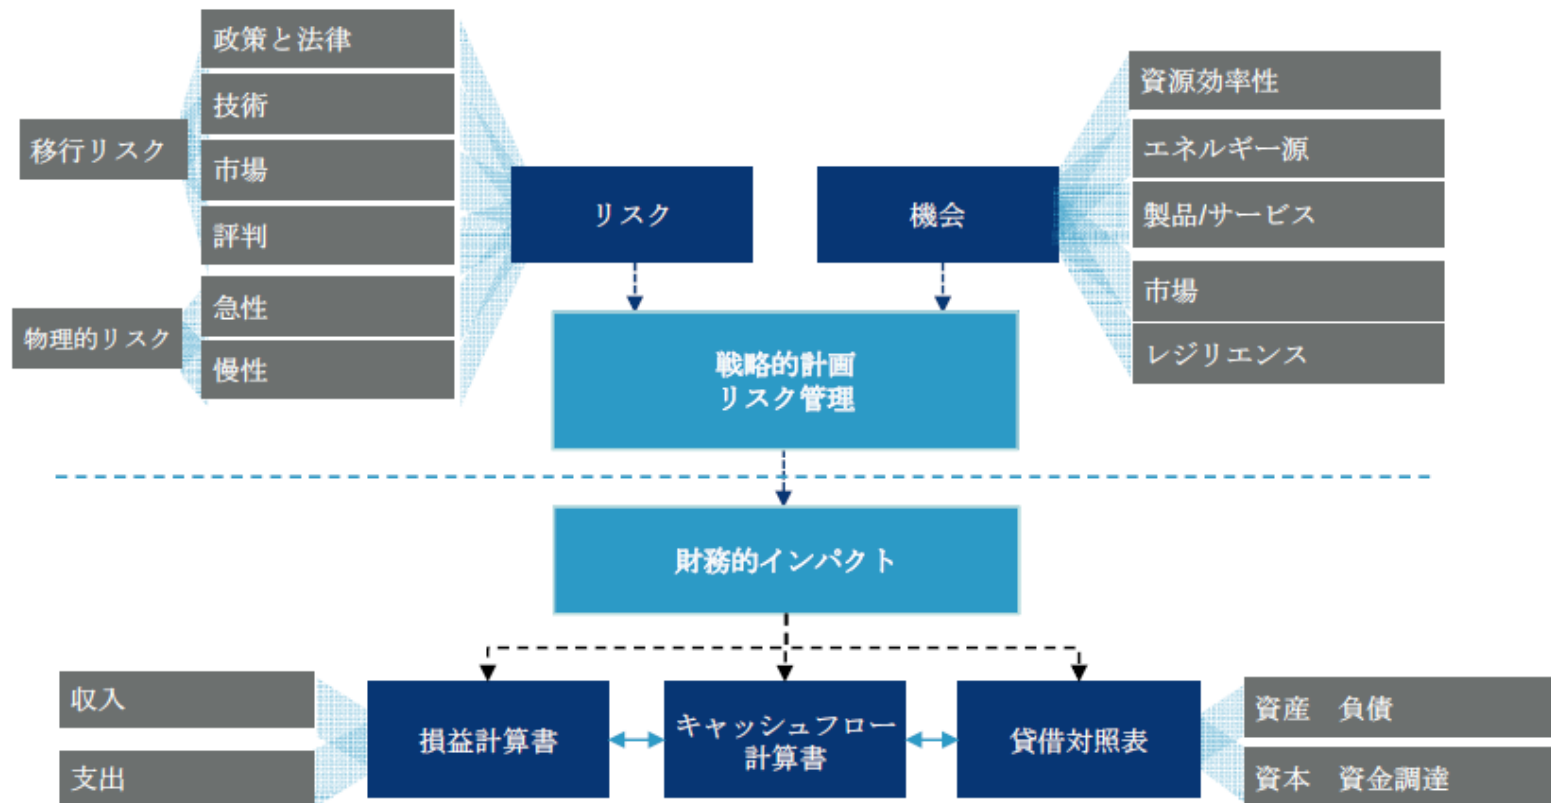 政策と法律
技術
市場
評判
急性
慢性
移行リスク
物理的リスク
リスク
機会
資源効率性
エネルギー源
製品/サービス
市場
レジリエンス
戦略的計画
リスク管理
財務的インパクト
収入
支出
損益計算書
キャッシュフロー
計算書
貸借対照表
資産　負債
資本　資金調達